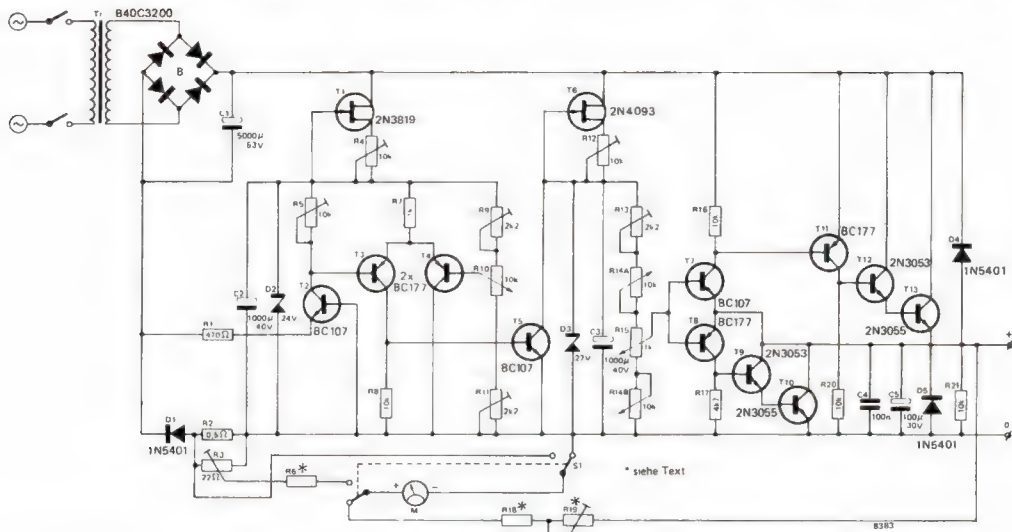 Tr
B40C3200
B
C1
5000µ
63V
T1
2N3819
R4
10k
T6
2N4093
R12
10k
R5
10k
R7
1k
R9
2k2
R13
2k2
R16
10k
T11
BC177
T12
2N3053
D4
1N5401
T13
T3
2x
BC177
T4
R10
10k
R14A
10k
T7
BC107
T2
BC107
C2
1000µ
40V
D2
24V
R1
470Ω
T5
BC107
D3
27V
C3
1000µ
40V
R15
1k
T8
BC177
2N3055
+
T9
2N3053
R8
10k
R11
2k2
R14B
10k
R17
4k7
T10
2N3055
R20
10k
C4
100n
C5
100µ
30V
D5
1N5401
R21
10k
0
D1
1N5401
R2
R3
R6*
S1
* siehe Text
+
M
-
R18*
R19*
8383